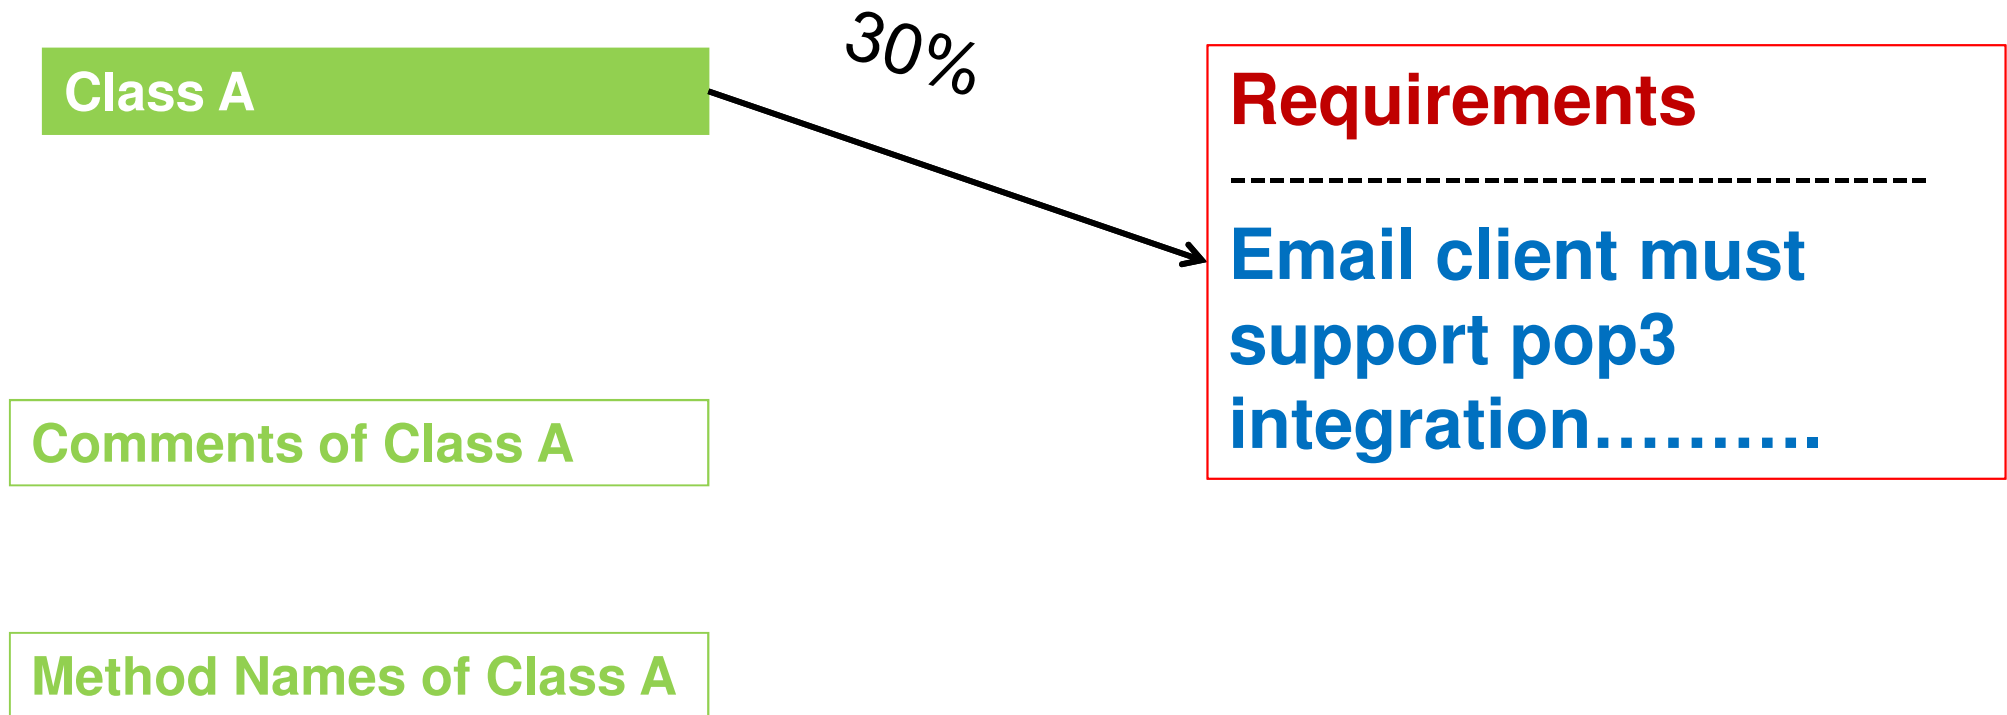 30%
Class A
Requirements
------------------------------------
Email client must
support pop3
integration……….
Comments of Class A
Method Names of Class A